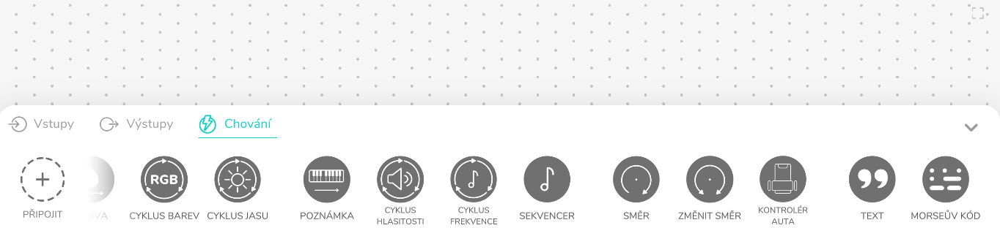 Vstupy
Výstupy
Chování
PŘIPOJIT
RVA
RGB
CYKLUS BAREV
CYKLUS JASU
POZNÁMKA
CYKLUS
HLASITOSTI
CYKLUS
FREKVENCE
SEKVENCER
SMĚR
ZMĚNIT SMĚR
KONTROLÉR
AUTA
TEXT
MORSEŮV KÓD